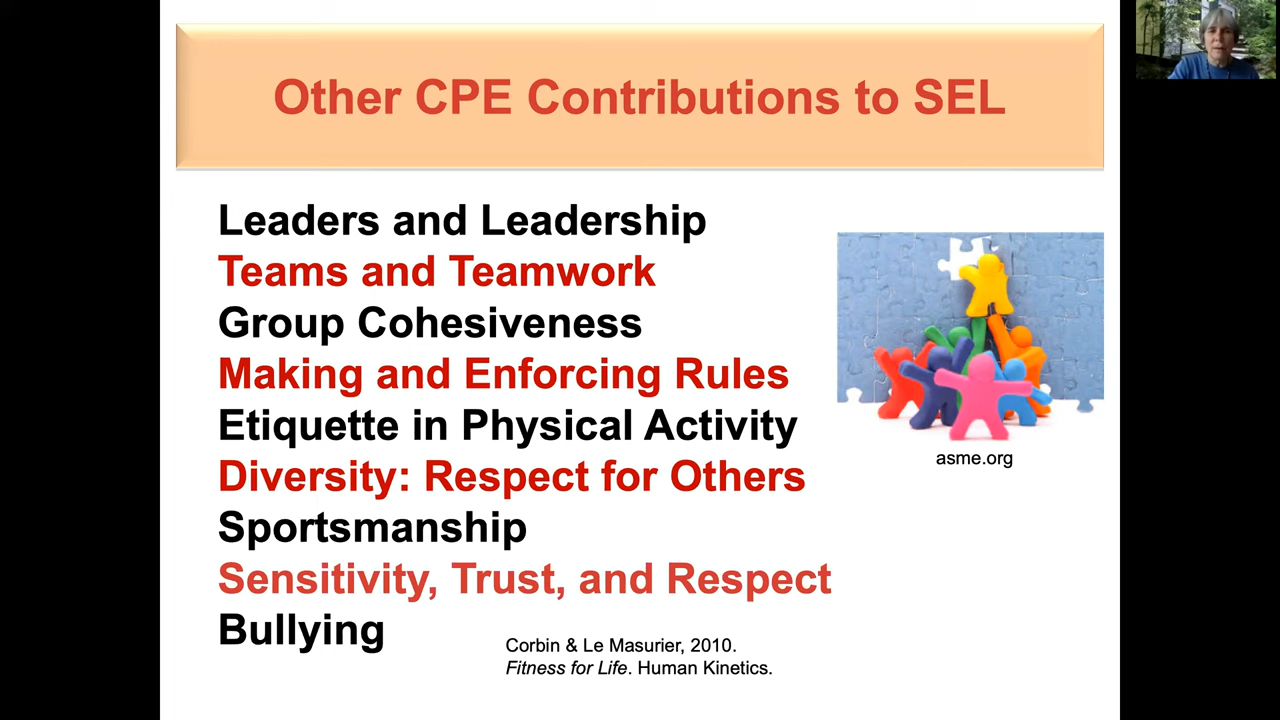 Other CPE Contributions to SEL
Leaders and Leadership
Teams and Teamwork
Group Cohesiveness
Making and Enforcing Rules
Etiquette in Physical Activity
Diversity: Respect for Others
Sportsmanship
Sensitivity, Trust, and Respect
Bullying
asme.org
Corbin & Le Masurier, 2010.
Fitness for Life. Human Kinetics.